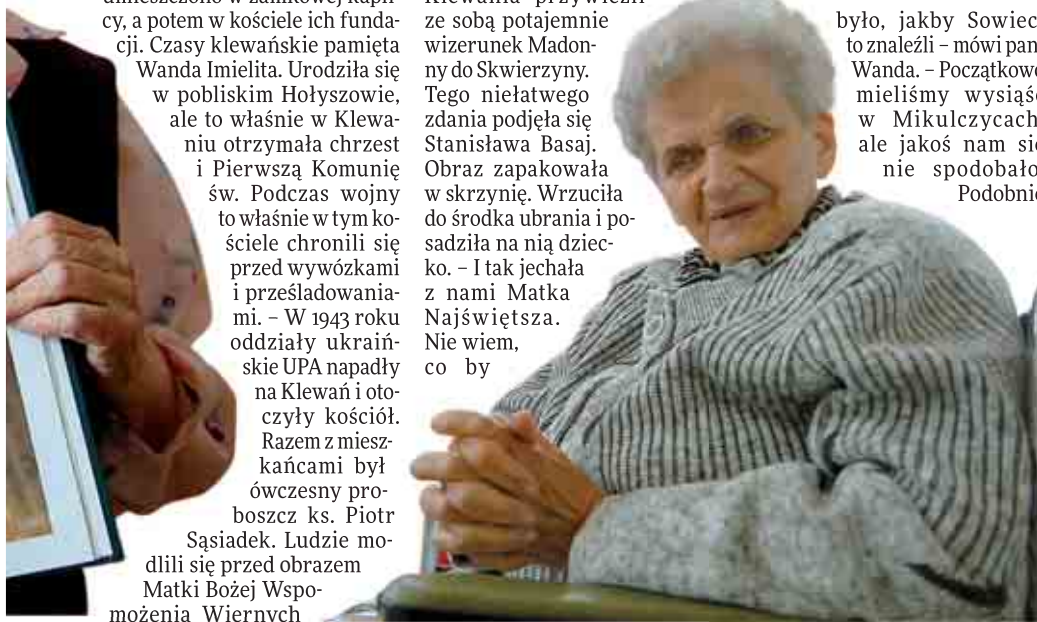 umieszczono w zamkowej kapli-
cy, a potem w kościele ich funda-
cji. Czasy klewańskie pamięta
Wanda Imielita. Urodziła się
w pobliskim Hołyszowie,
ale to właśnie w Klewa-
niu otrzymała chrzest
i Pierwszą Komunię
św. Podczas wojny
to właśnie w tym ko-
ściele chronili się
przed wywózkami
i prześladowania-
mi. – W 1943 roku
oddziały ukraiń-
skie UPA napadły
na Klewań i oto-
czyły kościół.
Razem z miesz-
kańcami był
ówczesny pro-
boszcz ks. Piotr
Sąsiadek. Ludzie mo-
dlili się przed obrazem
Matki Bożej Wspo-
możenia Wiernych
Klewania przywieźli
ze sobą potajemnie
wizerunek Madon-
ny do Skwierzyny.
Tego niełatwego
zdania podjęła się
Stanisława Basaj.
Obraz zapakowała
w skrzynię. Wrzuciła
do środka ubrania i po-
sadziła na nią dziec-
ko. – I tak jechała
z nami Matka
Najświętsza.
Nie wiem,
co by
było, jakby Sowiec
to znaleźli – mówi pan
Wanda. – Początkowo
mieliśmy wysiąść
w Mikulczycach
ale jakoś nam się
nie spodobało
Podobnie